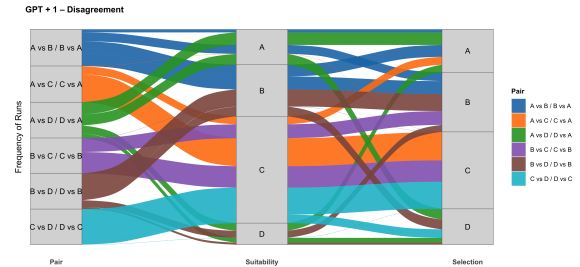 GPT + 1 – Disagreement
Frequency of Runs
A vs B / B vs A
A vs C / C vs A
A vs D / D vs A
B vs C / C vs B
B vs D / D vs B
C vs D / D vs C
A
B
C
D
A
B
C
D
Pair
Suitability
Selection
Pair
A vs B / B vs A
A vs C / C vs A
A vs D / D vs A
B vs C / C vs B
B vs D / D vs B
C vs D / D vs C